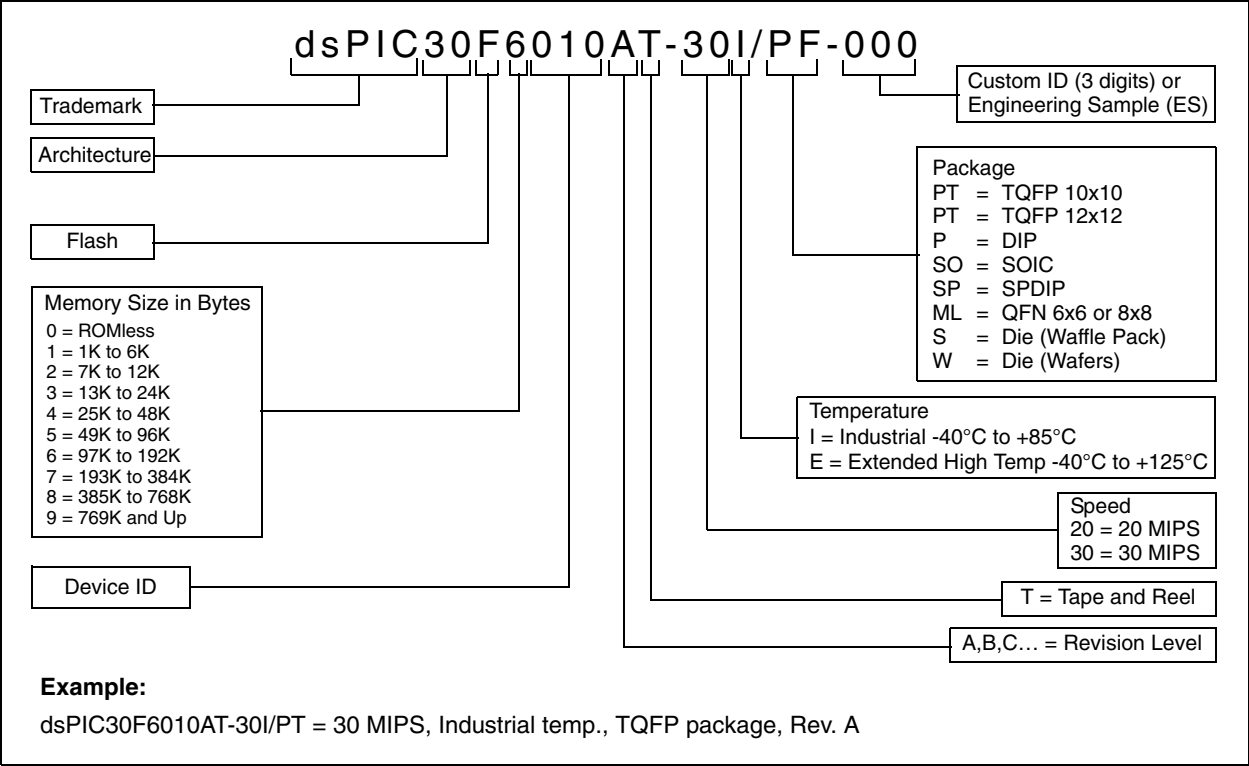 dsPIC30F6010AT-30I/PF-000
Trademark
Architecture
Flash
Memory Size in Bytes
0 = ROMless
1 = 1K to 6K
2 = 7K to 12K
3 = 13K to 24K
4 = 25K to 48K
5 = 49K to 96K
6 = 97K to 192K
7 = 193K to 384K
8 = 385K to 768K
9 = 769K and Up
Device ID
Custom ID (3 digits) or
Engineering Sample (ES)
Package
PT = TQFP 10x10
PT = TQFP 12x12
P = DIP
SO = SOIC
SP = SPDIP
ML = QFN 6x6 or 8x8
S = Die (Waffle Pack)
W = Die (Wafers)
Temperature
I = Industrial -40°C to +85°C
E = Extended High Temp -40°C to +125°C
Speed
20 = 20 MIPS
30 = 30 MIPS
T = Tape and Reel
A,B,C… = Revision Level
Example:
dsPIC30F6010AT-30I/PT = 30 MIPS, Industrial temp., TQFP package, Rev. A